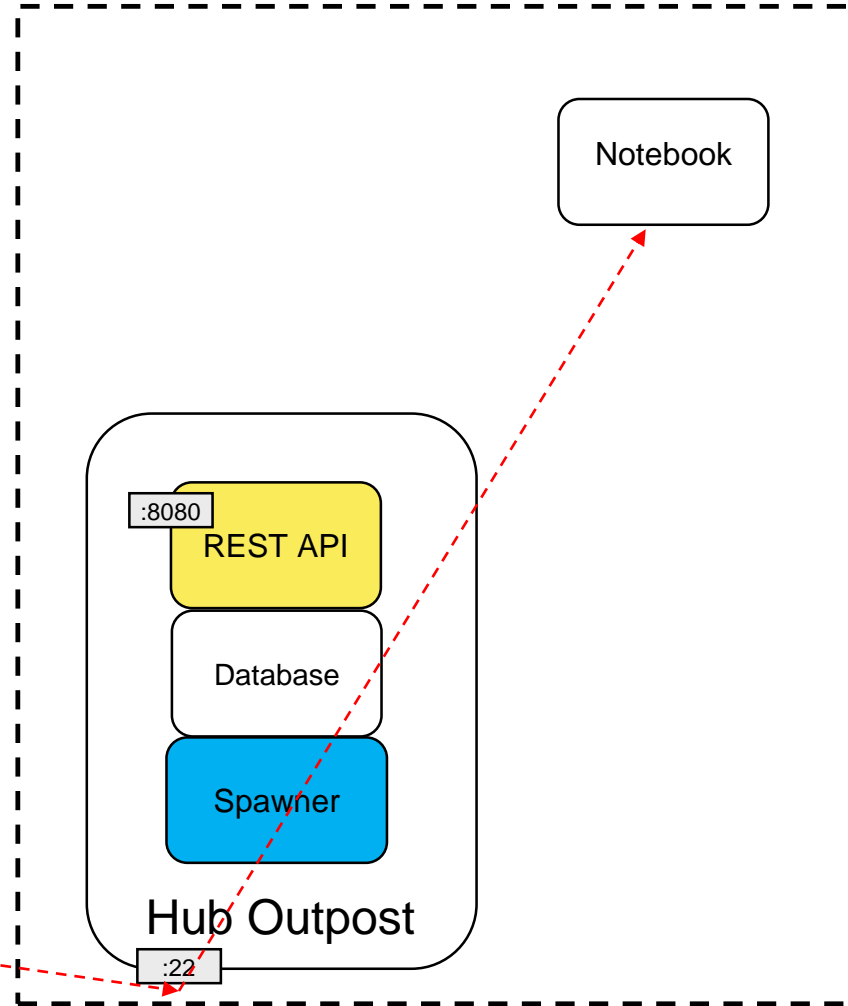 Notebook
:8080
REST API
Database
Spawner
Hub Outpost
:22